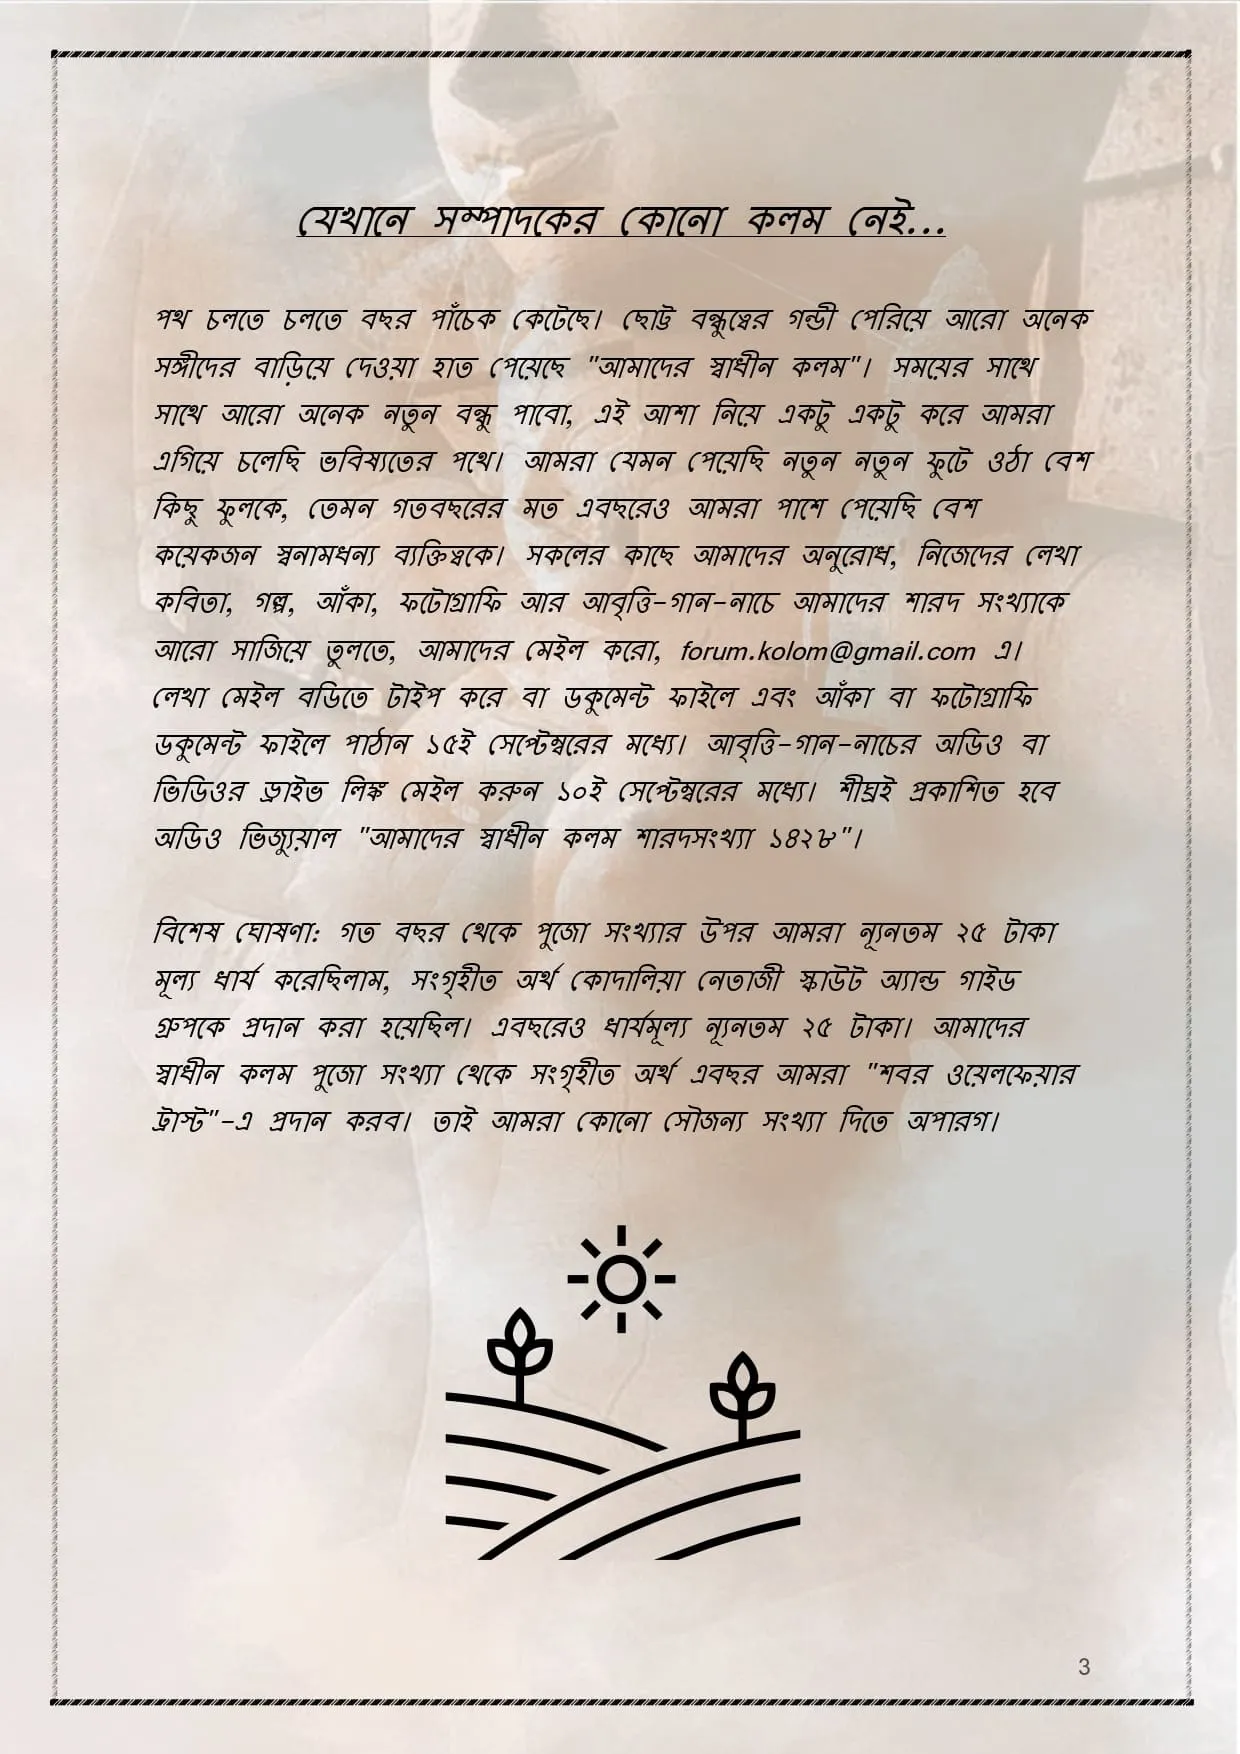 যেখানে সম্পাদকের কোনো কলম নেই...
পথ চলতে চলতে বছর পাঁচেক কেটেছে। ছোট্ট বন্ধুত্বের গন্ডী পেরিয়ে আরো অনেক
সঙ্গীদের বাড়িয়ে দেওয়া হাত পেয়েছে "আমাদের স্বাধীন কলম"। সময়ের সাথে
সাথে আরো অনেক নতুন বন্ধু পাবো, এই আশা নিয়ে একটু একটু করে আমরা
এগিয়ে চলেছি ভবিষ্যতের পথে। আমরা যেমন পেয়েছি নতুন নতুন ফুটে ওঠা বেশ
কিছু ফুলকে, তেমন গতবছরের মত এবছরেও আমরা পাশে পেয়েছি বেশ
কয়েকজন স্বনামধন্য ব্যক্তিত্বকে। সকলের কাছে আমাদের অনুরোধ, নিজেদের লেখা
কবিতা, গল্প, আঁকা, ফটোগ্রাফি আর আবৃত্তি-গান-নাচে আমাদের শারদ সংখ্যাকে
আরো সাজিয়ে তুলতে, আমাদের মেইল করো, forum.kolom@gmail.com এ।
লেখা মেইল বডিতে টাইপ করে বা ডকুমেন্ট ফাইলে এবং আঁকা বা ফটোগ্রাফি
ডকুমেন্ট ফাইলে পাঠান ১৫ই সেপ্টেম্বরের মধ্যে। আবৃত্তি-গান-নাচের অডিও বা
ভিডিওর ড্রাইভ লিঙ্ক মেইল করুন ১০ই সেপ্টেম্বরের মধ্যে। শীঘ্রই প্রকাশিত হবে
অডিও ভিজ্যুয়াল "আমাদের স্বাধীন কলম শারদসংখ্যা ১৪২৮"।
বিশেষ ঘোষণা: গত বছর থেকে পুজো সংখ্যার উপর আমরা ন্যূনতম ২৫ টাকা
মূল্য ধার্য করেছিলাম, সংগৃহীত অর্থ কোদালিয়া নেতাজী স্কাউট অ্যান্ড গাইড
গ্রুপকে প্রদান করা হয়েছিল। এবছরেও ধার্যমূল্য ন্যূনতম ২৫ টাকা। আমাদের
স্বাধীন কলম পুজো সংখ্যা থেকে সংগৃহীত অর্থ এবছর আমরা "শবর ওয়েলফেয়ার
ট্রাস্ট"-এ প্রদান করব। তাই আমরা কোনো সৌজন্য সংখ্যা দিতে অপারগ।
3